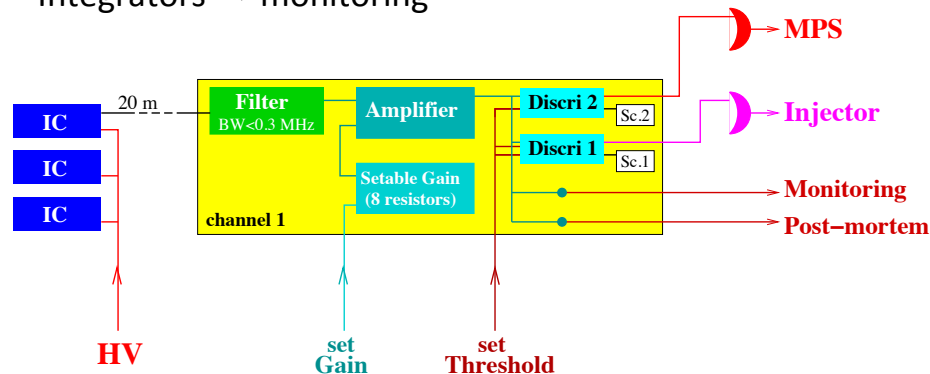 integrators → monitoring
MPS
20 m
Filter
BW<0.3 MHz
Amplifier
Discri 2
Sc.2
Injector
IC
Discri 1
Sc.1
IC
Setable Gain
(8 resistors)
Monitoring
IC
channel 1
Post−mortem
HV
set
Gain
set
Threshold